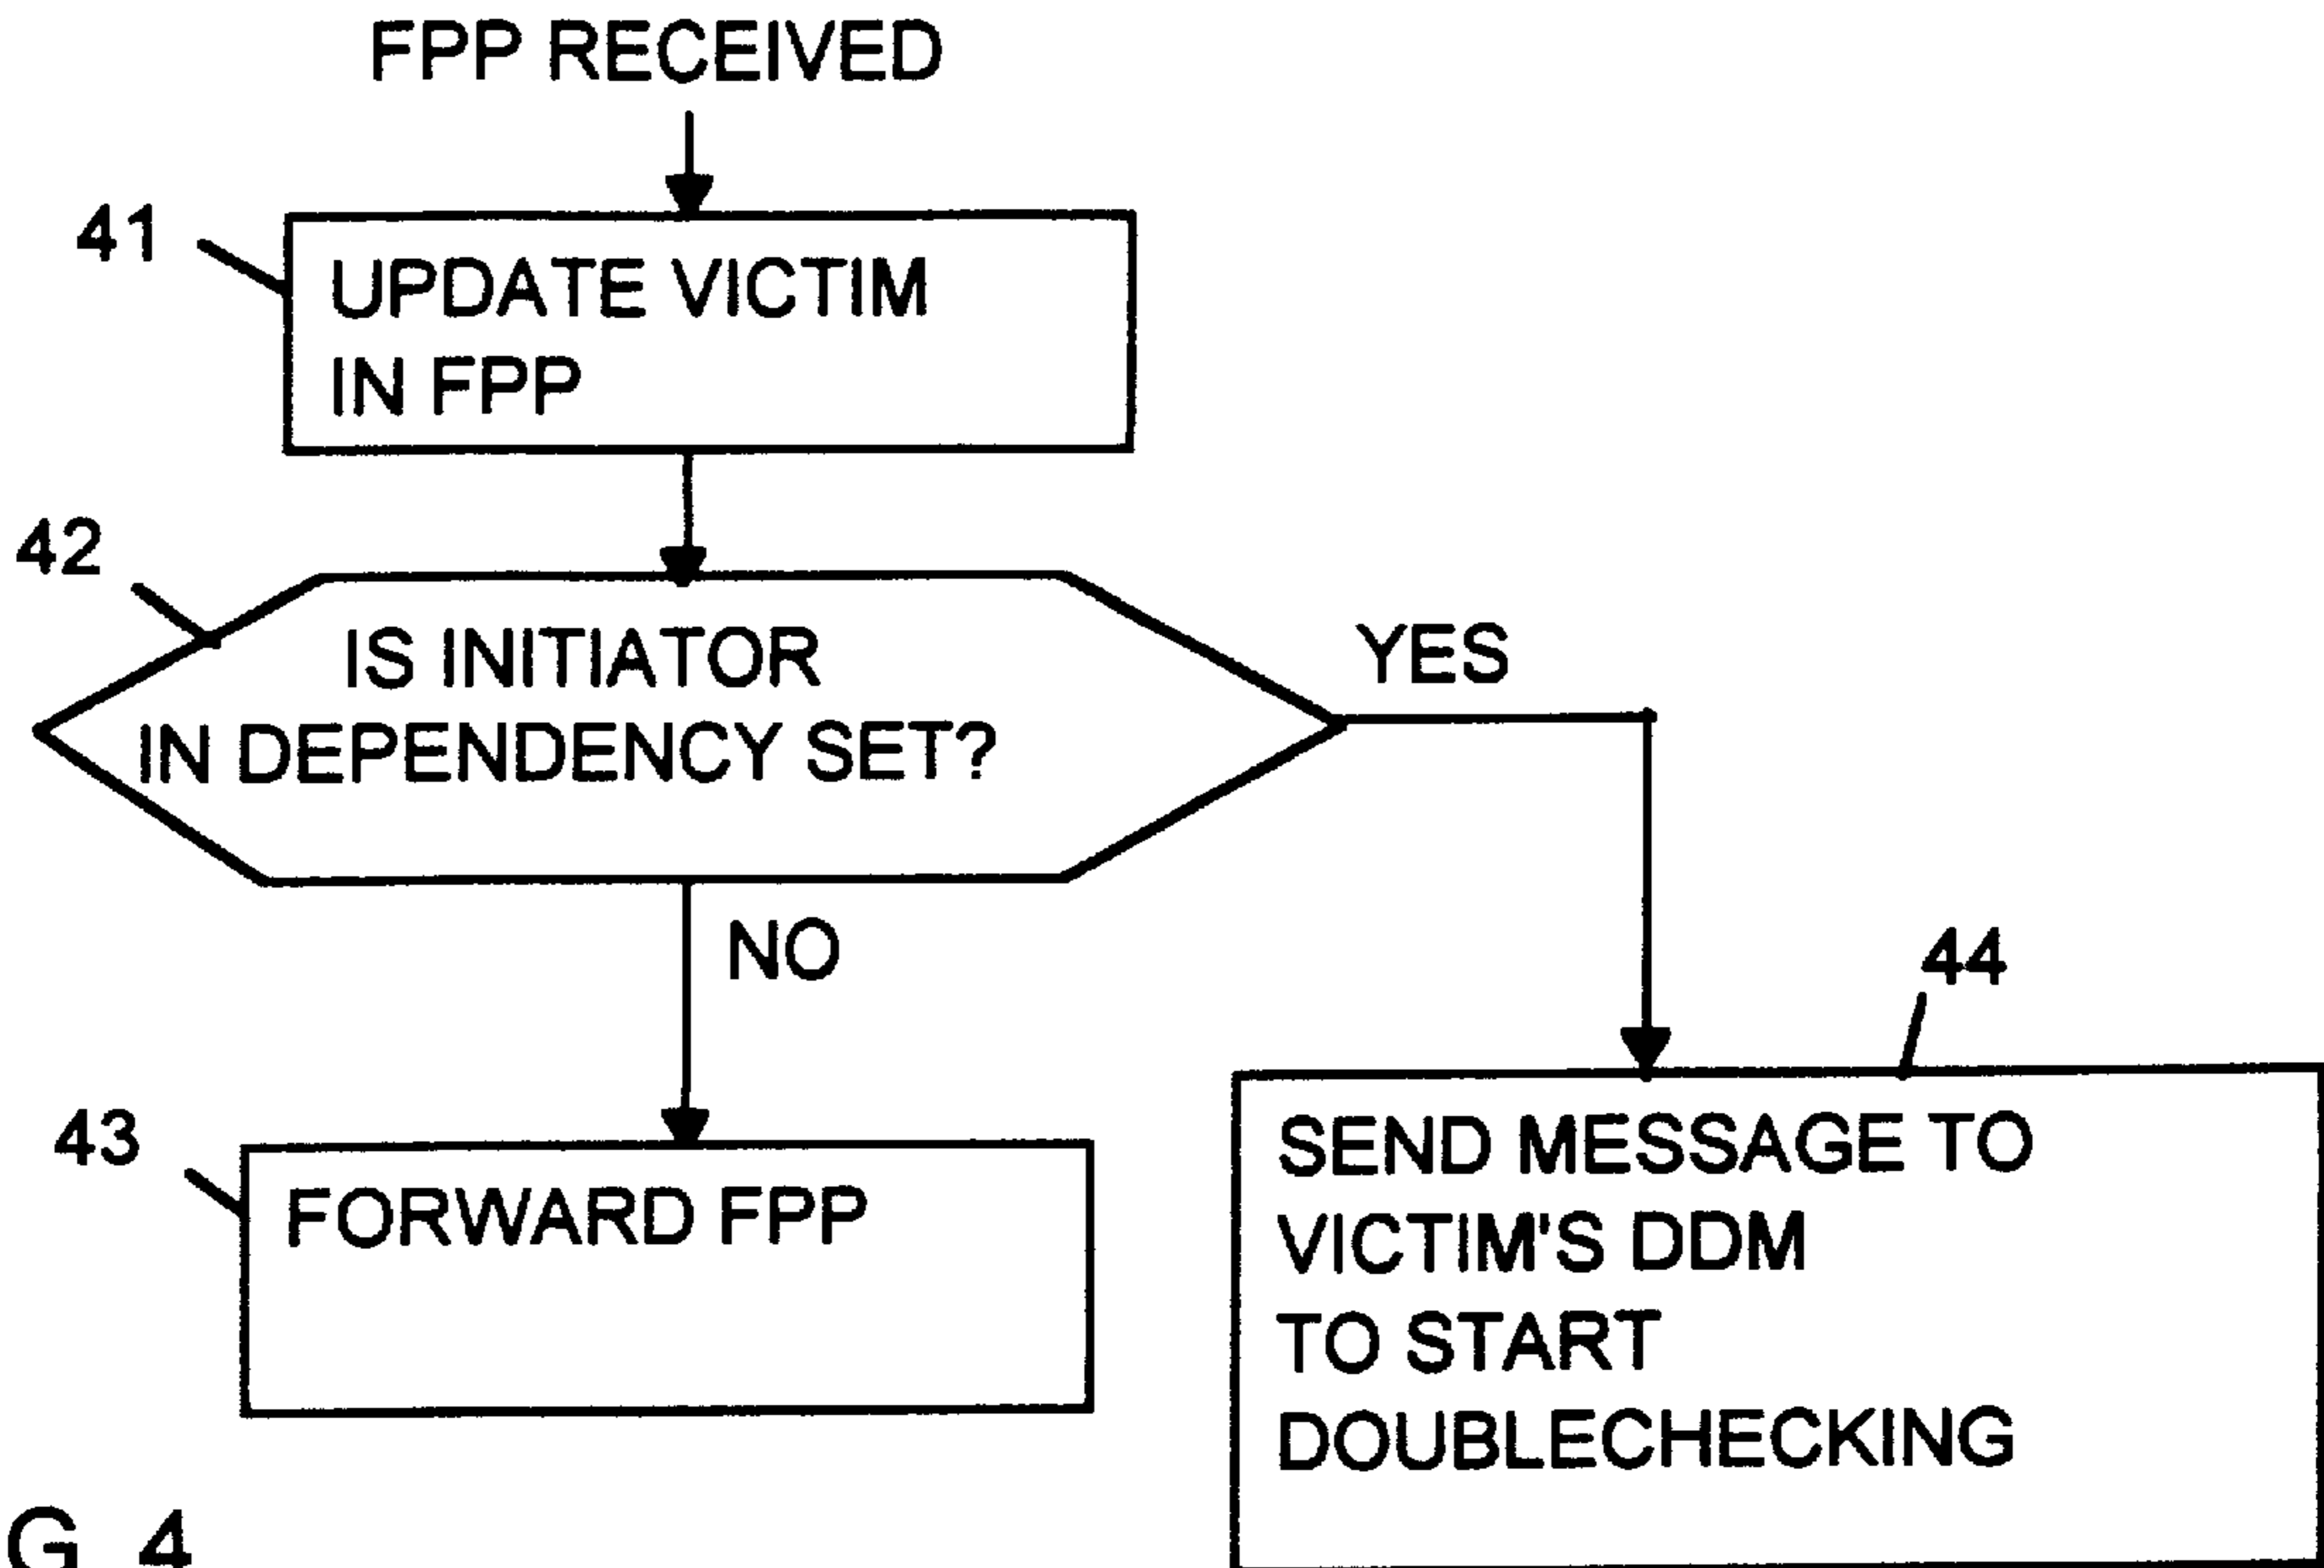 FPP RECEIVED
41
UPDATE VICTIM
IN FPP
42
IS INITIATOR
IN DEPENDENCY SET?
YES
NO
43
FORWARD FPP
44
SEND MESSAGE TO
VICTIM'S DDM
TO START
DOUBLECHECKING
G 4